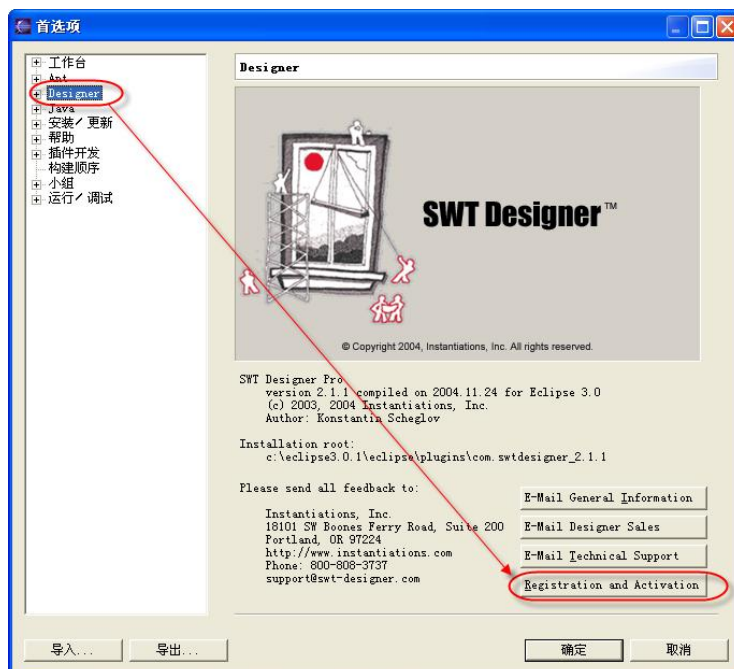 首选项
工作台
Ant
Designer
Java
安装／更新
帮助
插件开发
构建顺序
小组
运行／调试
Designer
SWT Designer™
© Copyright 2004, Instantiations, Inc. All rights reserved.
SWT Designer Pro
version 2.1.1 compiled on 2004.11.24 for Eclipse 3.0
(c) 2003, 2004 Instantiations, Inc.
Author: Konstantin Scheglov
Installation root:
c:\eclipse3.0.1\eclipse\plugins\com.swtdesigner_2.1.1
Please send all feedback to:
Instantiations, Inc.
18101 SW Boones Ferry Road, Suite 200
Portland, OR 97224
http://www.instantiations.com
Phone: 800-808-3737
support@swt-designer.com
E-Mail General Information
E-Mail Designer Sales
E-Mail Technical Support
Registration and Activation
导入...
导出...
确定
取消